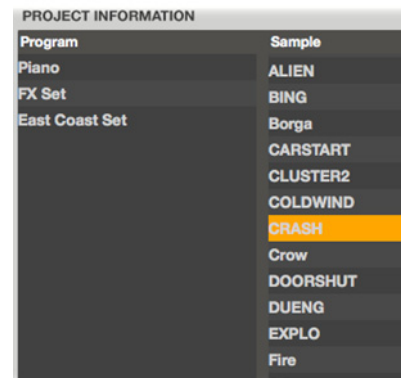 PROJECT INFORMATION
Program
Piano
FX Set
East Coast Set
Sample
ALIEN
BING
Borga
CARSTART
CLUSTER2
COLDWIND
CRASH
Crow
DOORSHUT
DUENG
EXPLO
Fire